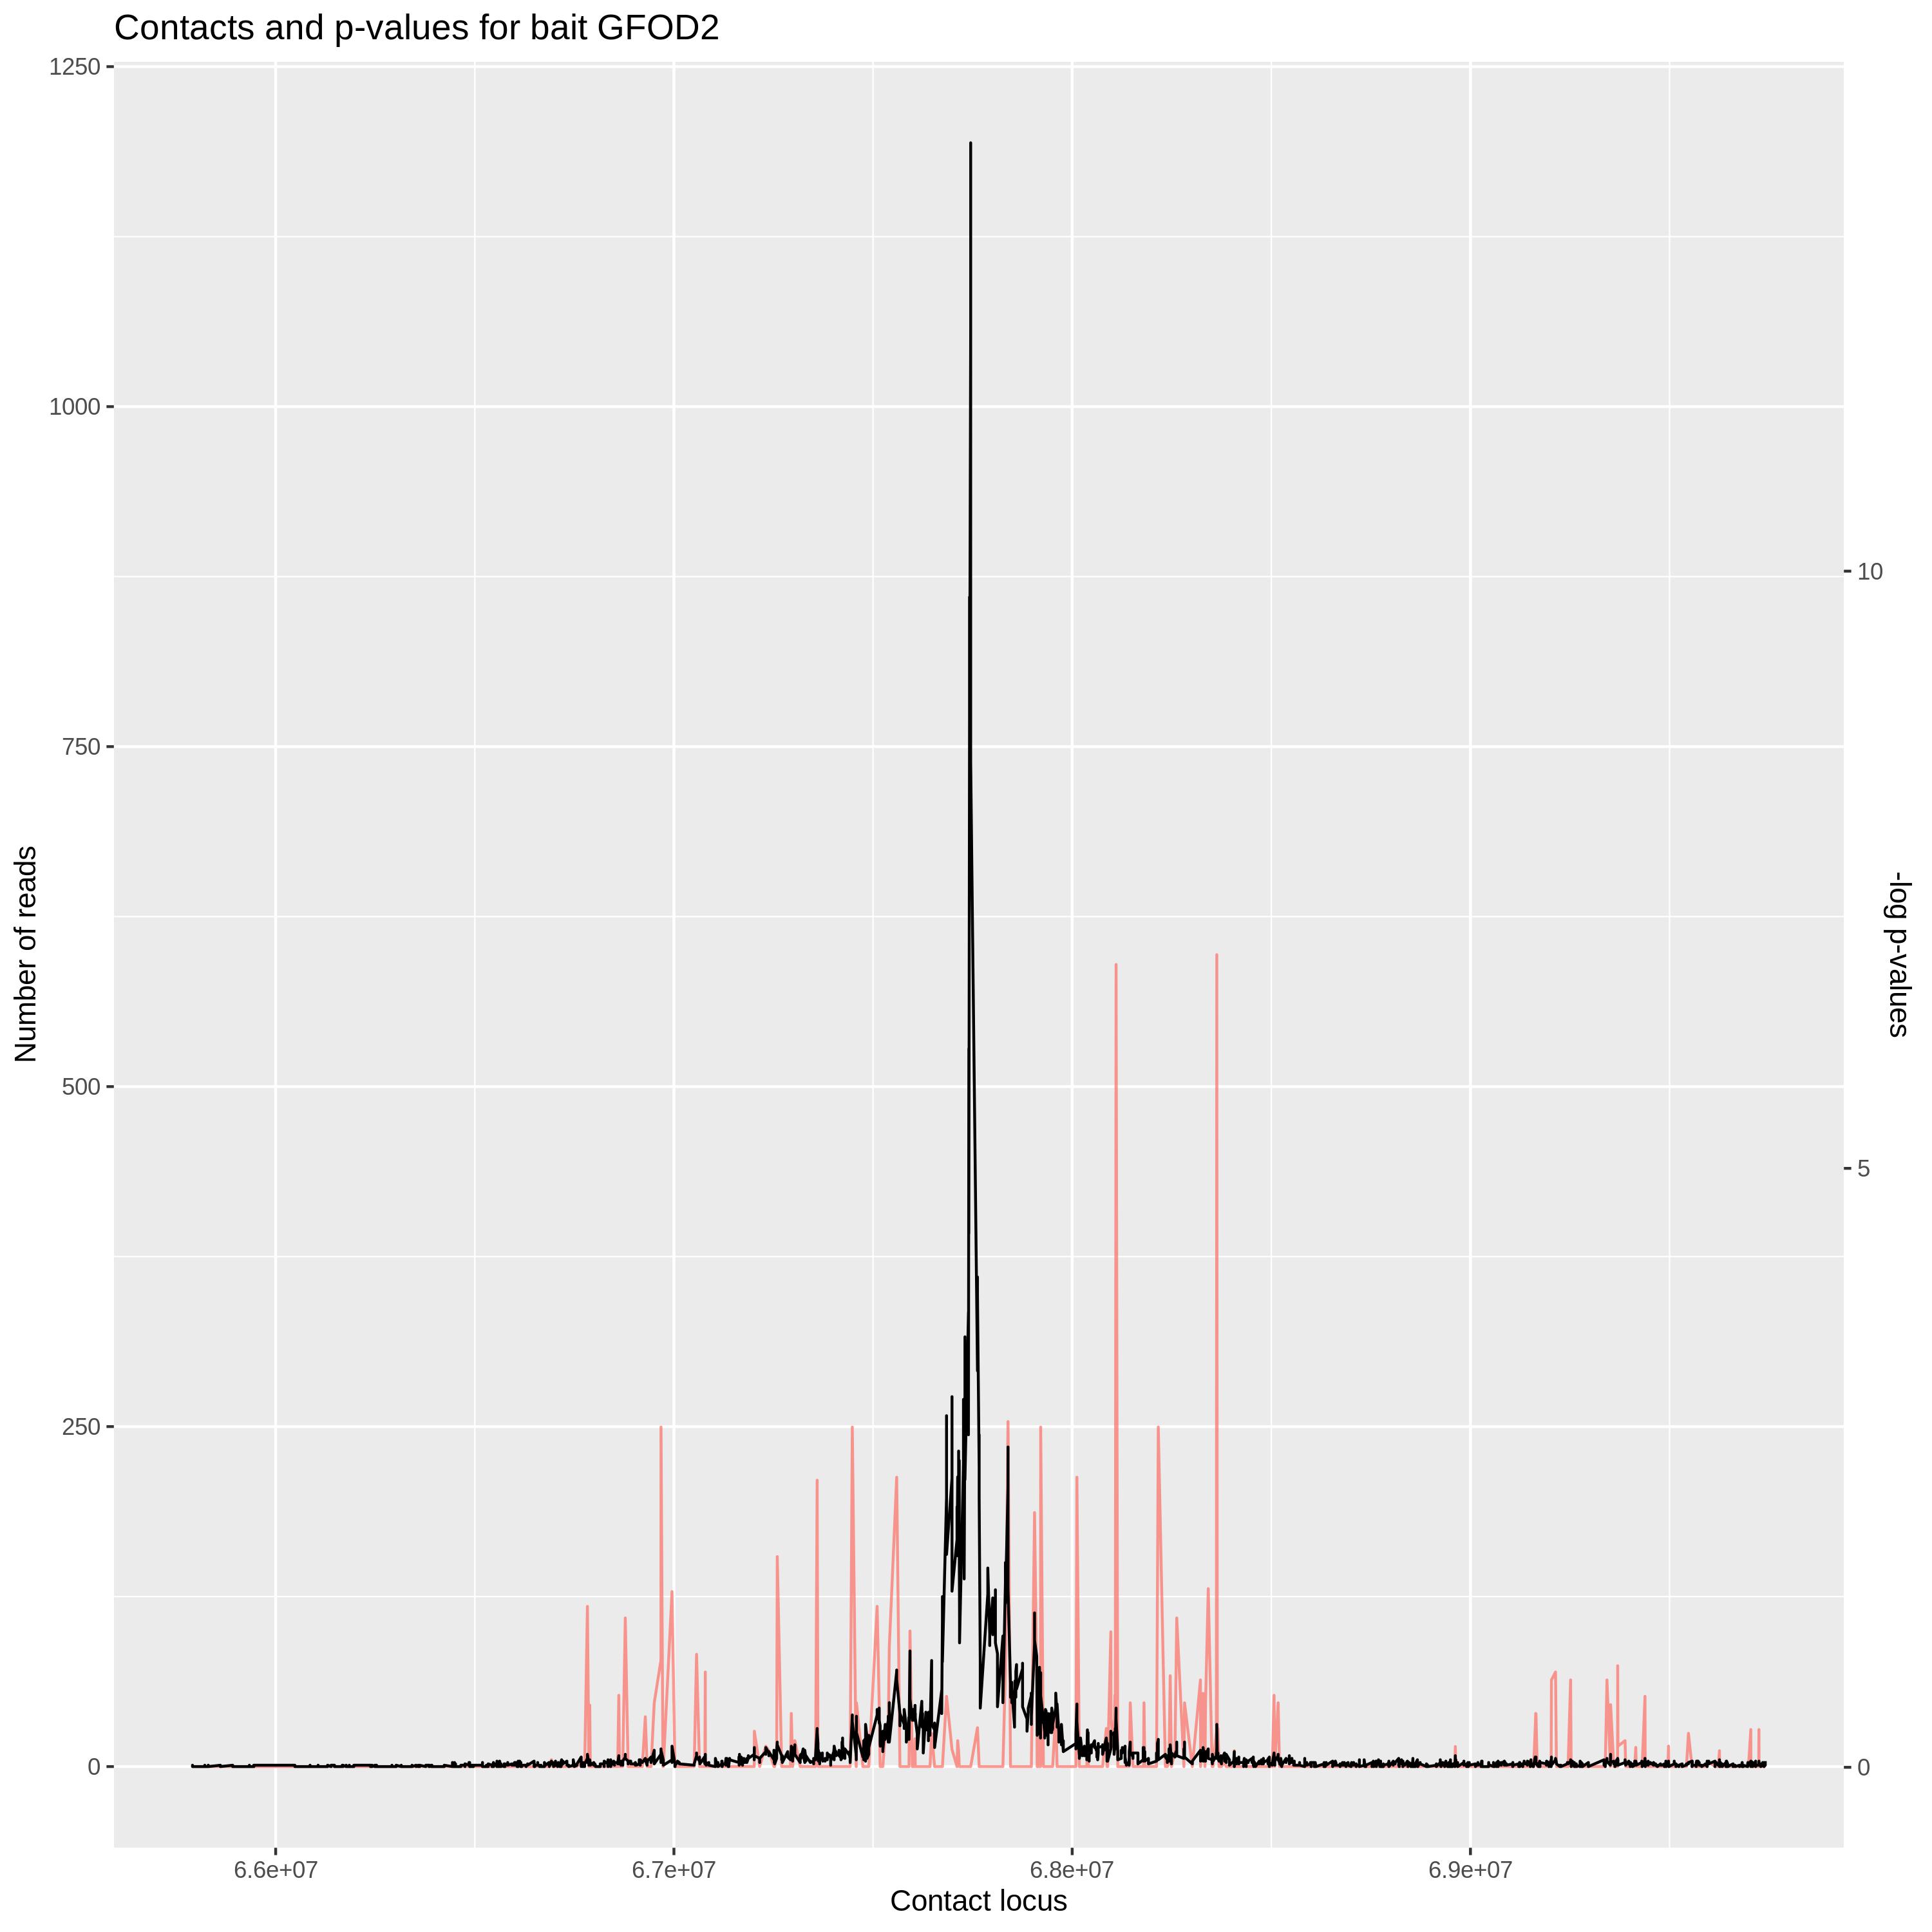 Contacts and p-values for bait GFOD2
1250
1000
750
500
250
0
Number of reads
10
5
0
-log p-values
6.6e+07
6.7e+07
6.8e+07
6.9e+07
Contact locus